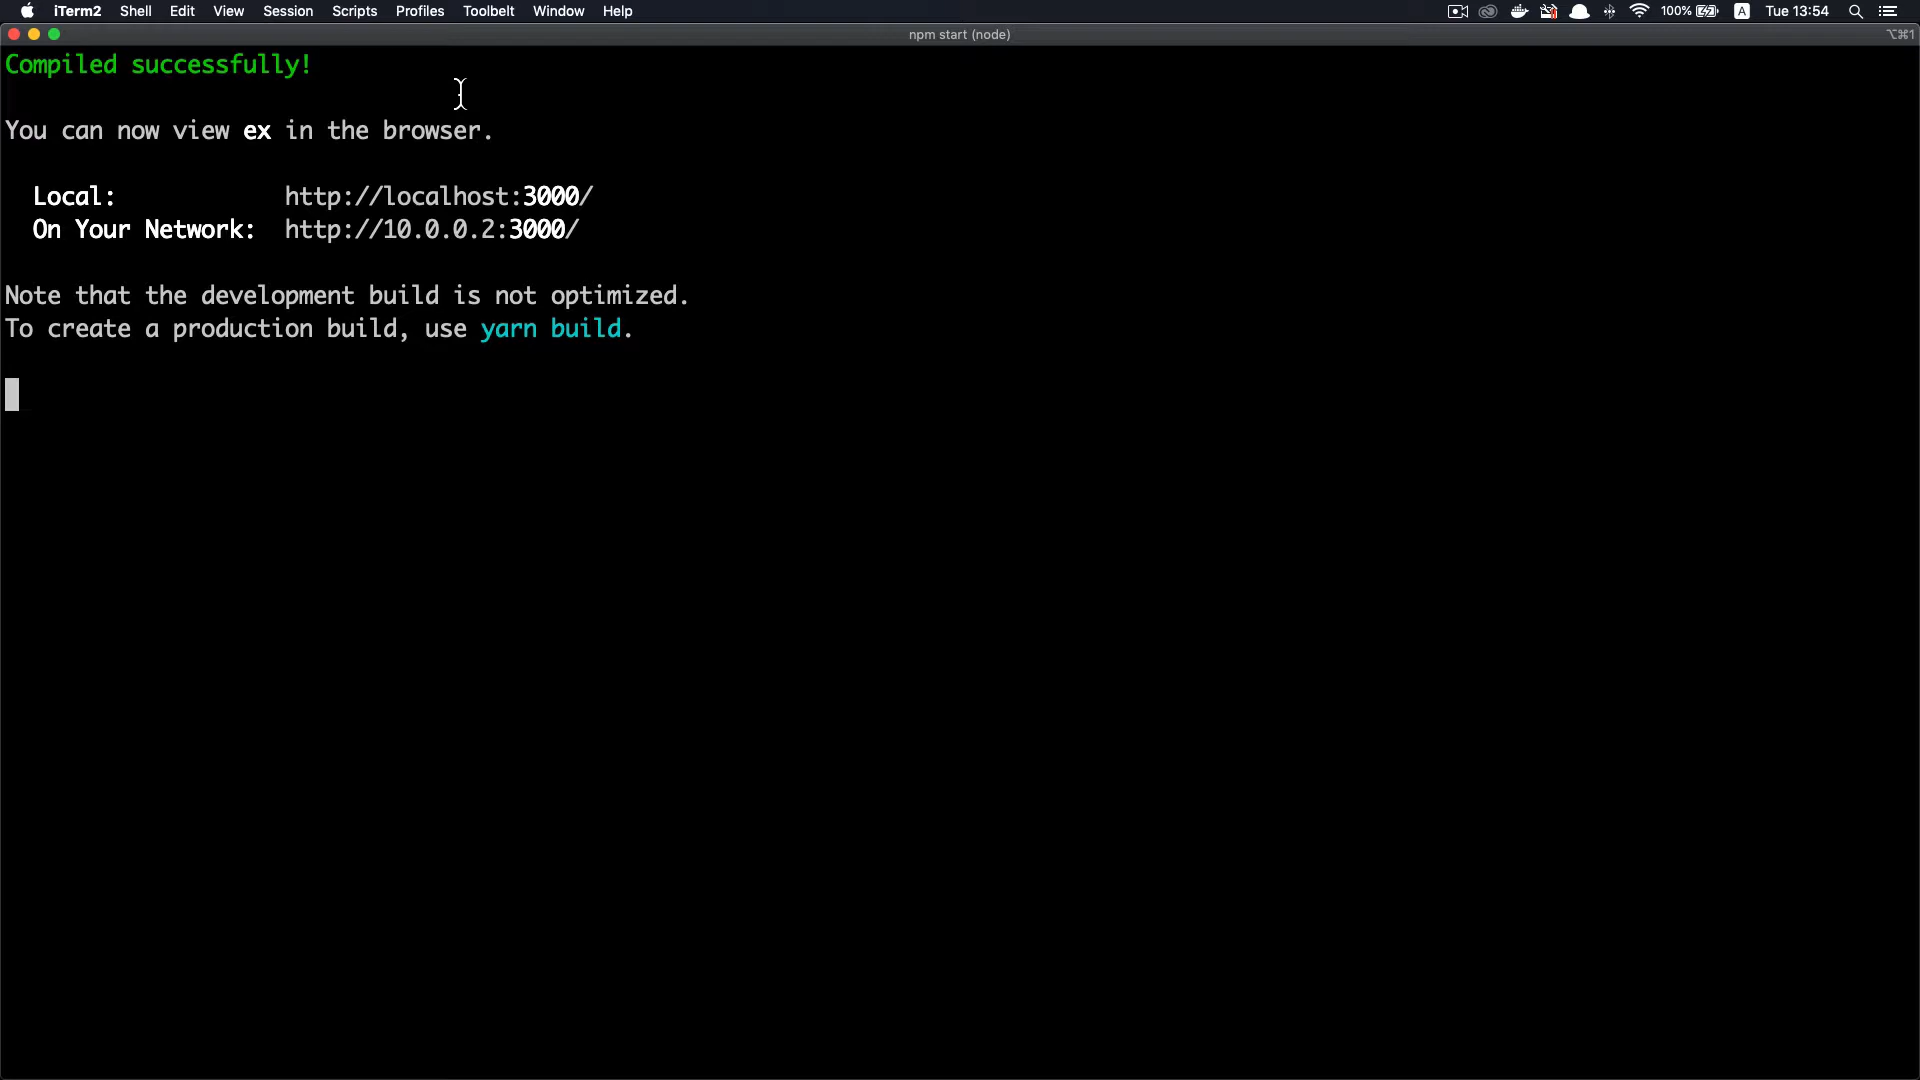 iTerm2 Shell Edit View Session Scripts Profiles Toolbelt Window Help 100% A Tue 13:54
npm start (node) ⌥⌘1
Compiled successfully!
You can now view ex in the browser.
Local: http://localhost:3000/
On Your Network: http://10.0.0.2:3000/
Note that the development build is not optimized.
To create a production build, use yarn build.